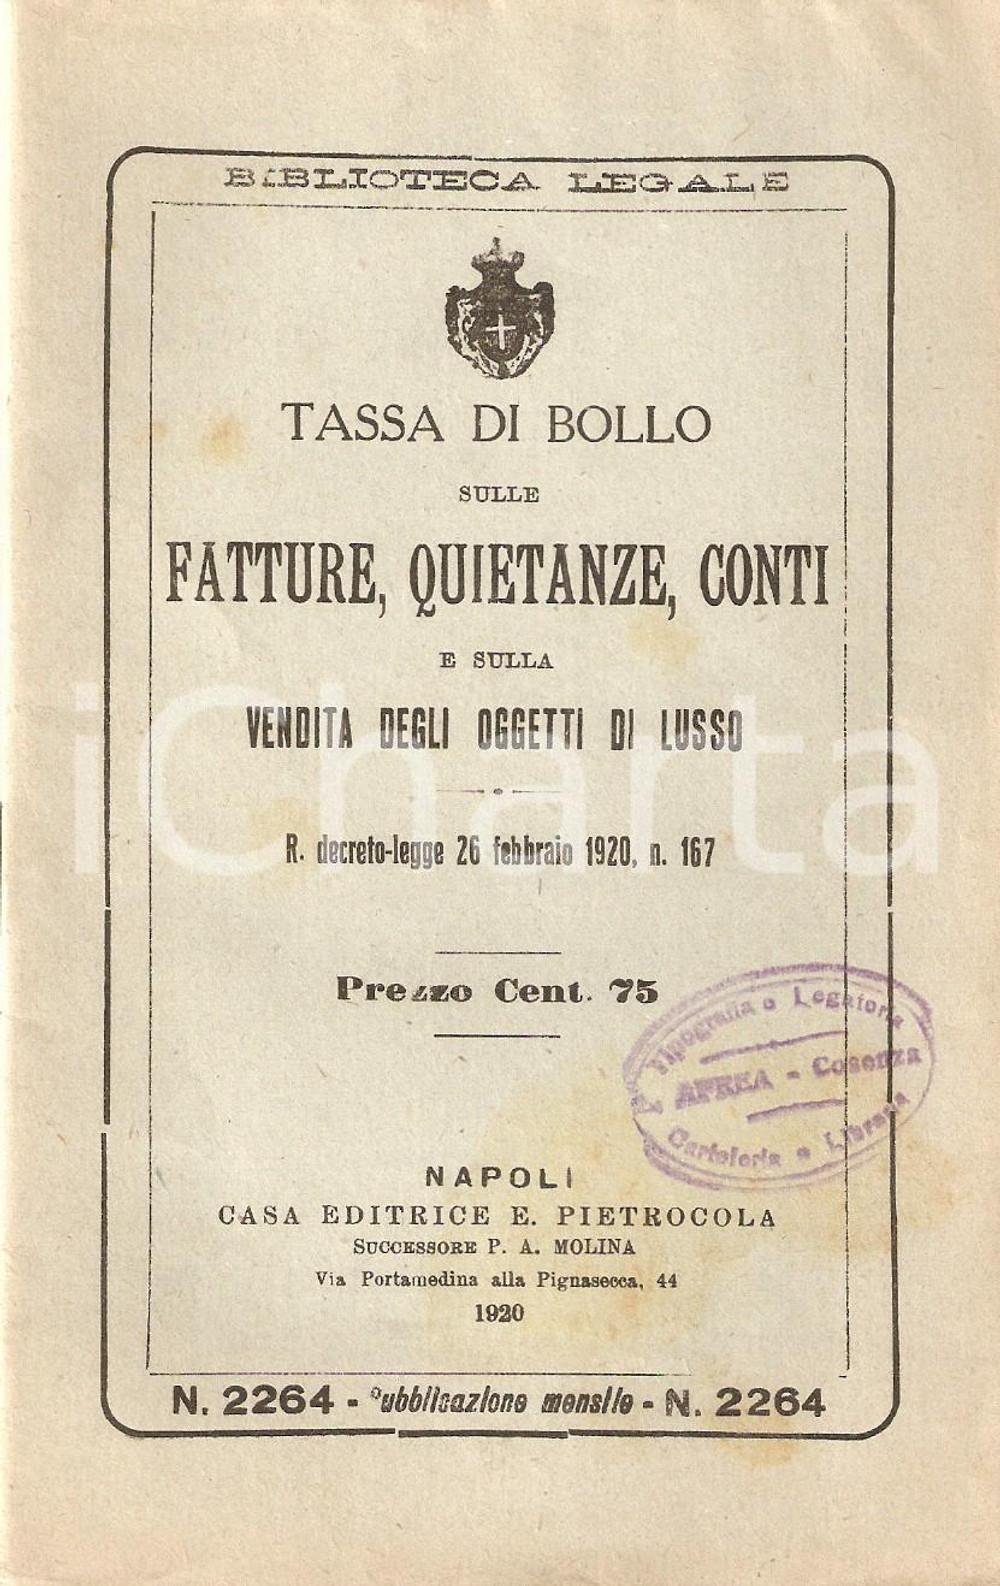 BIBLIOTECA LEGALE
TASSA DI BOLLO
SULLE
FATTURE, QUIETANZE, CONTI
E SULLA
VENDITA DEGLI OGGETTI DI LUSSO
R. decreto-legge 26 febbraio 1920, n. 167
Prezzo Cent. 75
Tipografia e Legatoria
AFREA - Cosenza
Cartoleria e Libreria
NAPOLI
CASA EDITRICE E. PIETROCOLA
SUCCESSORE P. A. MOLINA
Via Portamedina alla Pignasecca, 44
1920
N. 2264 - Pubblicazione mensile - N. 2264
iCharta